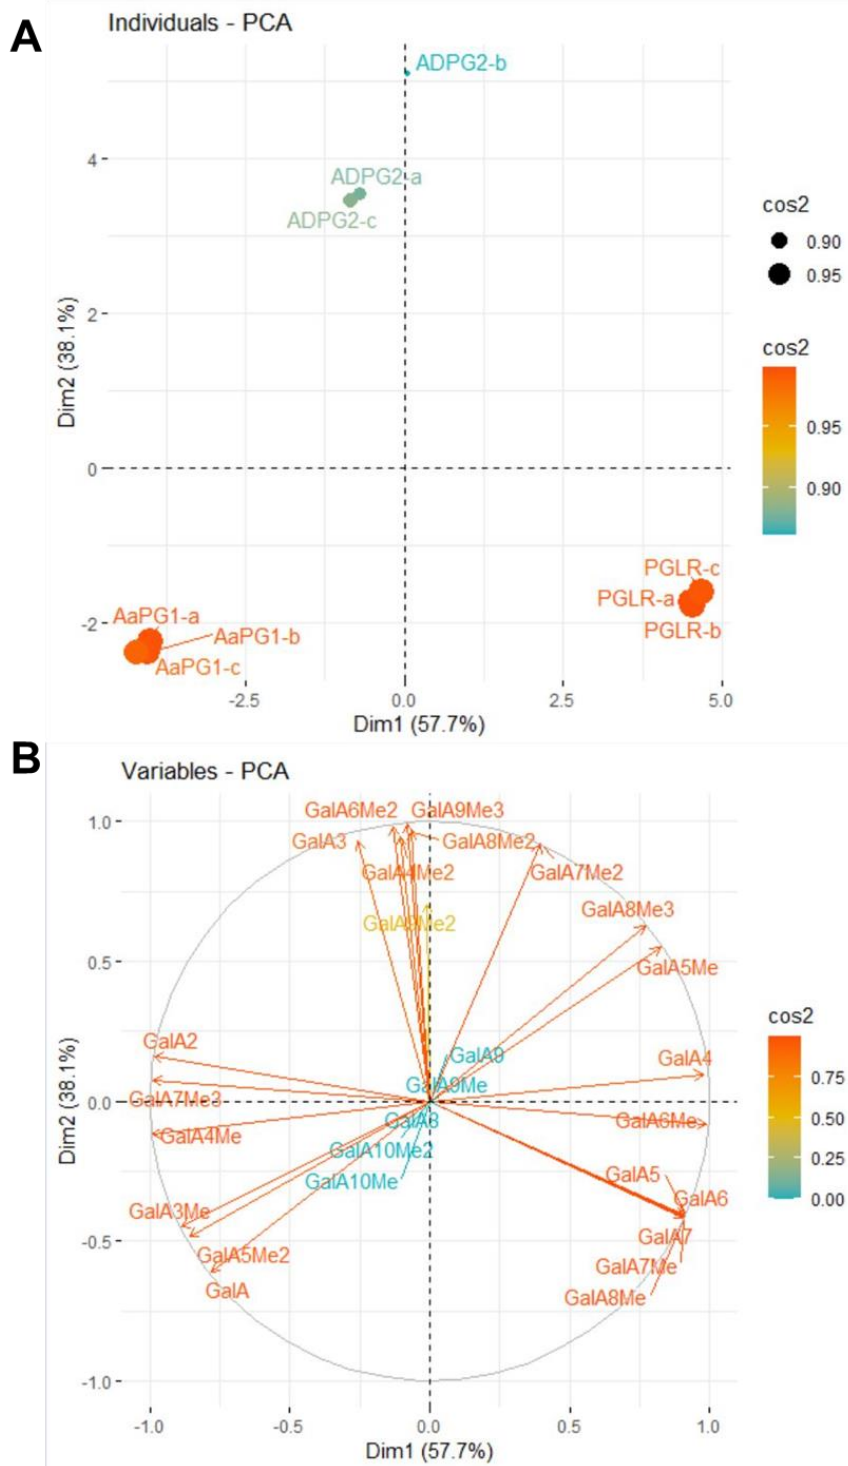 A
Individuals - PCA
ADPG2-b
ADPG2-a
ADPG2-c
4
2
0
-2
Dim2 (38.1%)
PGLR-c
PGLR-a
PGLR-b
AaPG1-a
AaPG1-b
AaPG1-c
-2.5 0.0 2.5 5.0
Dim1 (57.7%)
cos2
0.90
0.95
cos2
0.95
0.90
B
Variables - PCA
GalA6Me2 GalA9Me3
GalA3 GalA8Me2
GalA4Me2 GalA7Me2
GalA8Me3
GalA5Me
GalA2
GalA9
GalA4
GalA9Me
GalA7Me3
GalA6Me
GalA4Me
GalA10Me2
GalA10Me
GalA5
GalA6
GalA3Me
GalA7
GalA5Me2
GalA7Me
GalA
GalA8Me
1.0
0.5
0.0
-0.5
-1.0
Dim2 (38.1%)
-1.0 -0.5 0.0 0.5 1.0
Dim1 (57.7%)
cos2
0.75
0.50
0.25
0.00